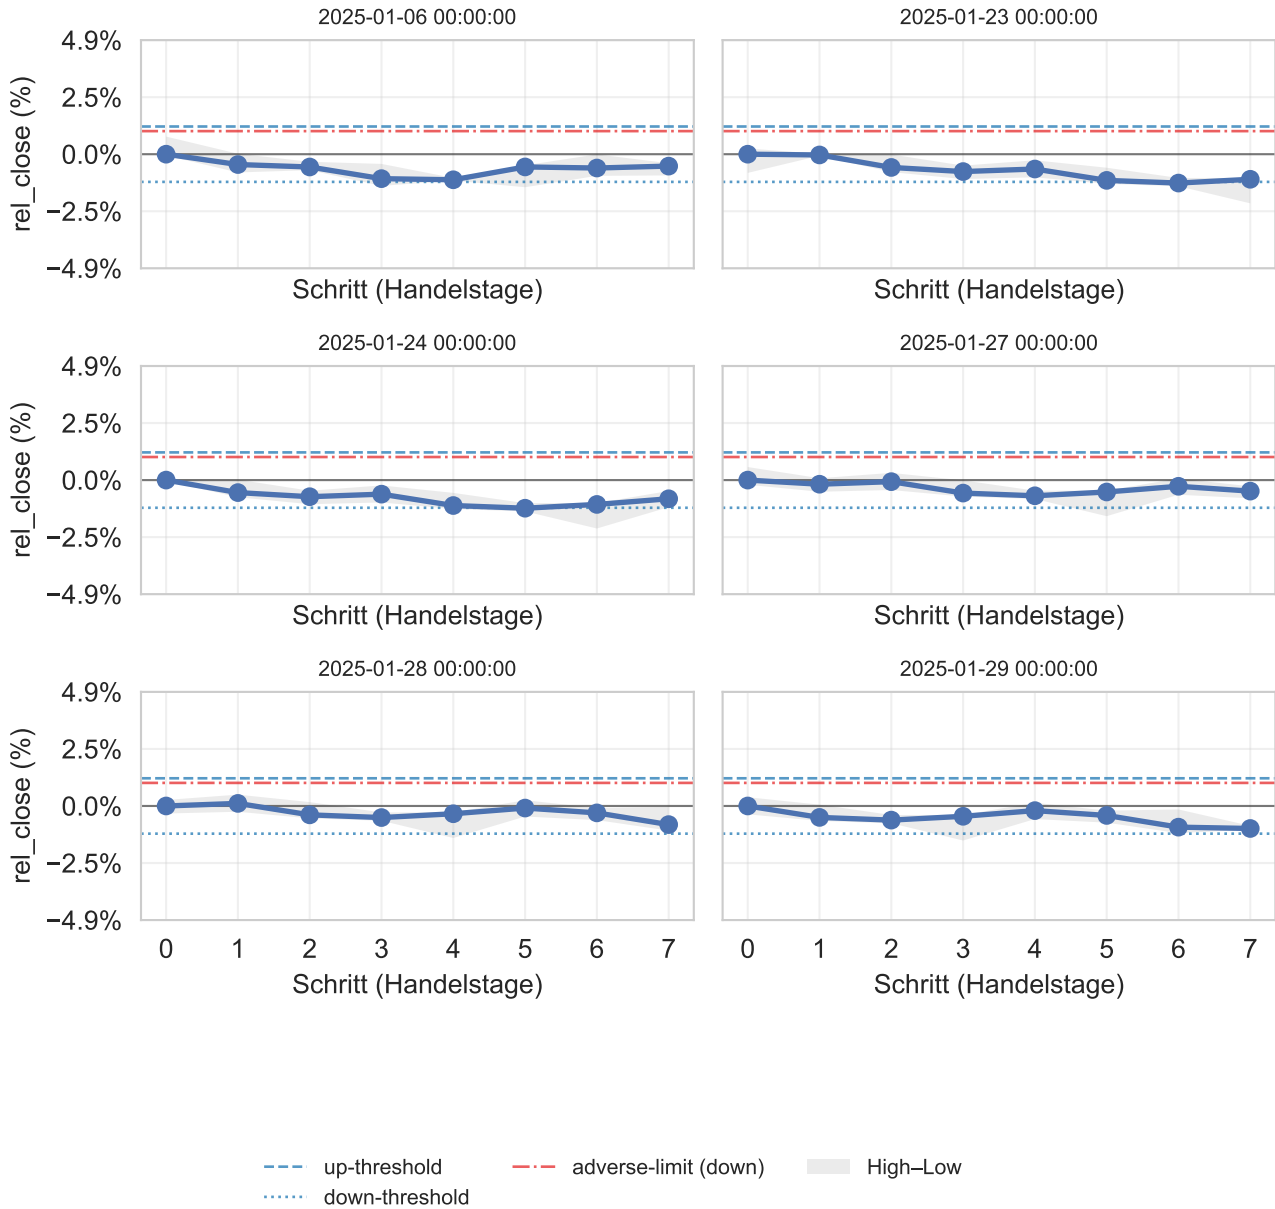 2025-01-06 00:00:00
2025-01-23 00:00:00
4.9%
2.5%
0.0%
−2.5%
−4.9%
rel_close (%)
Schritt (Handelstage)
Schritt (Handelstage)
2025-01-24 00:00:00
2025-01-27 00:00:00
4.9%
2.5%
0.0%
−2.5%
−4.9%
rel_close (%)
Schritt (Handelstage)
Schritt (Handelstage)
2025-01-28 00:00:00
2025-01-29 00:00:00
4.9%
2.5%
0.0%
−2.5%
−4.9%
rel_close (%)
0 1 2 3 4 5 6 7
0 1 2 3 4 5 6 7
Schritt (Handelstage)
Schritt (Handelstage)
up-threshold
down-threshold
adverse-limit (down)
High–Low